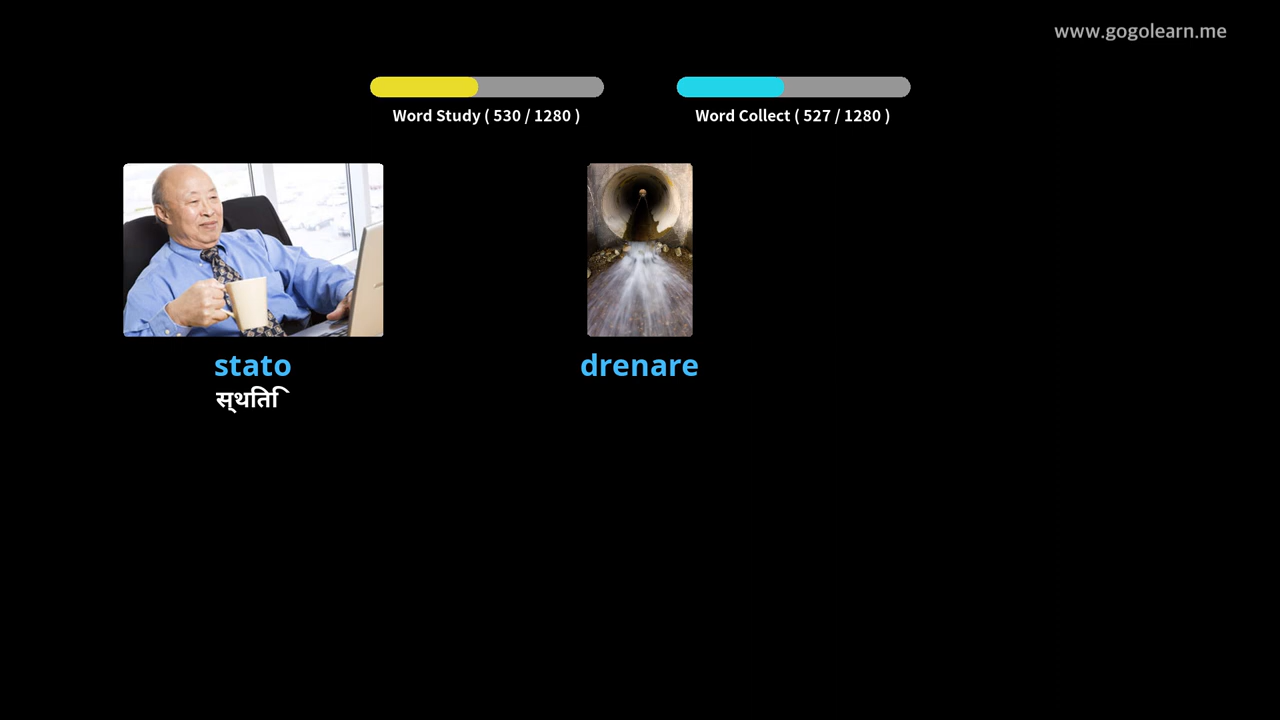 www.gogolearn.me
Word Study ( 530 / 1280 )
Word Collect ( 527 / 1280 )
stato
स्थिति
drenare